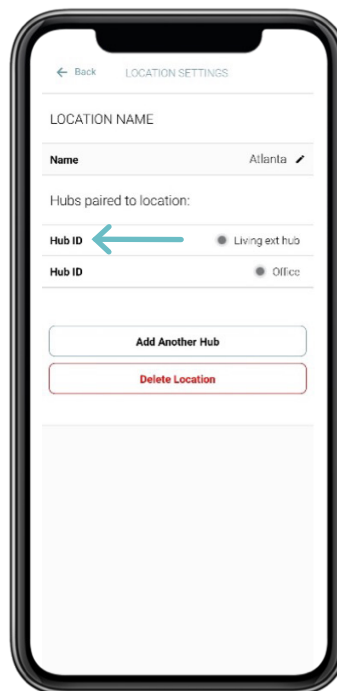 ← Back LOCATION SETTINGS
LOCATION NAME
Name Atlanta
Hubs paired to location:
Hub ID Living ext hub
Hub ID Office
Add Another Hub
Delete Location